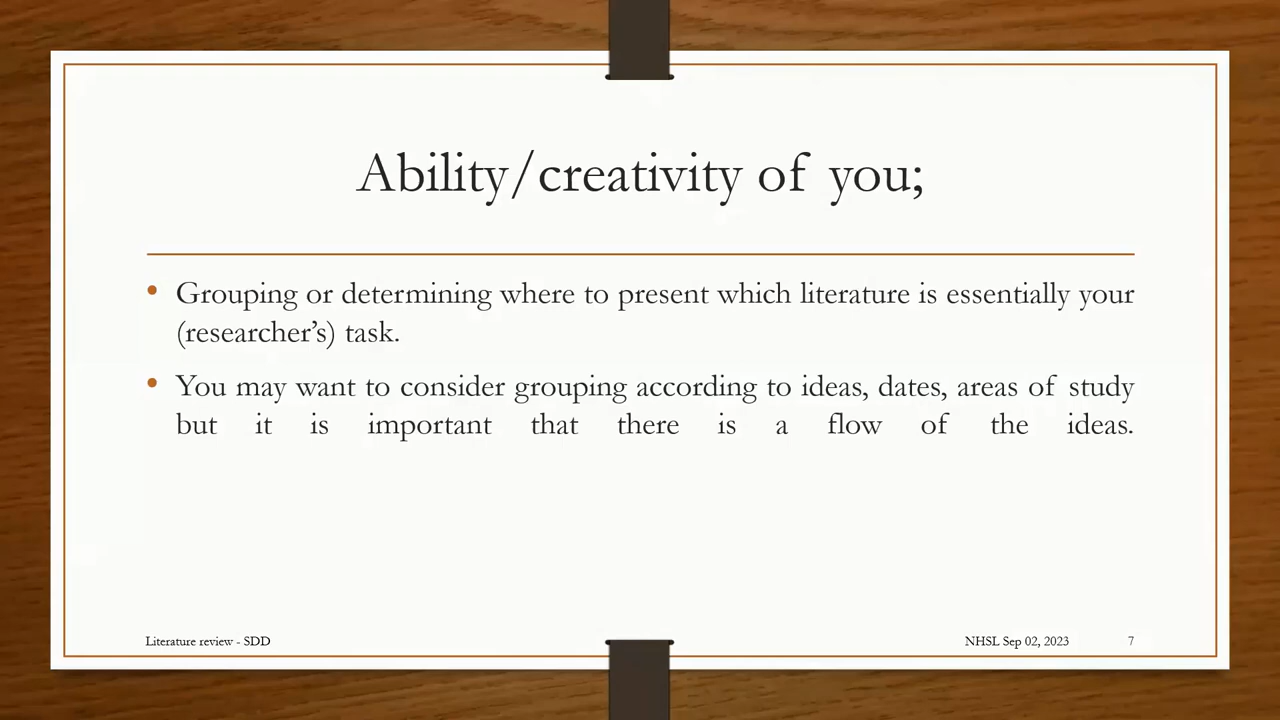 Ability/creativity of you;
• Grouping or determining where to present which literature is essentially your
(researcher’s) task.
• You may want to consider grouping according to ideas, dates, areas of study
but it is important that there is a flow of the ideas.
Literature review - SDD
NHSL Sep 02, 2023
7